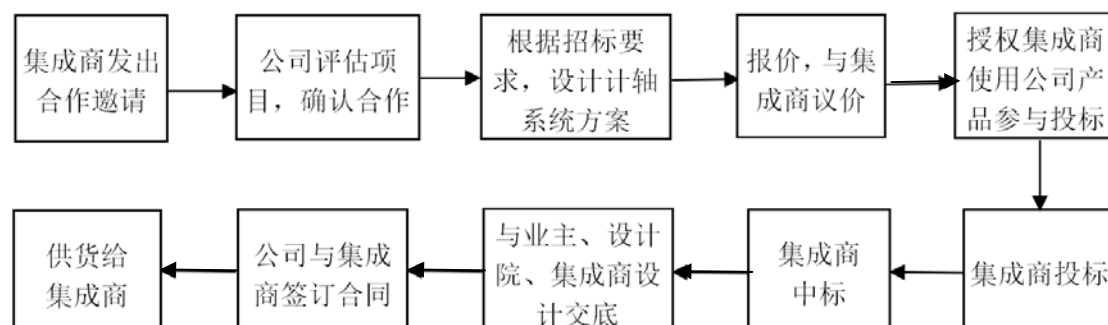 集成商发出
合作邀请
公司评估项
目，确认合作
根据招标要
求，设计计轴
系统方案
报价，与集
成商议价
授权集成商
使用公司产
品参与投标
集成商投标
集成商
中标
与业主、设计
院、集成商设
计交底
公司与集成
商签订合同
供货给
集成商